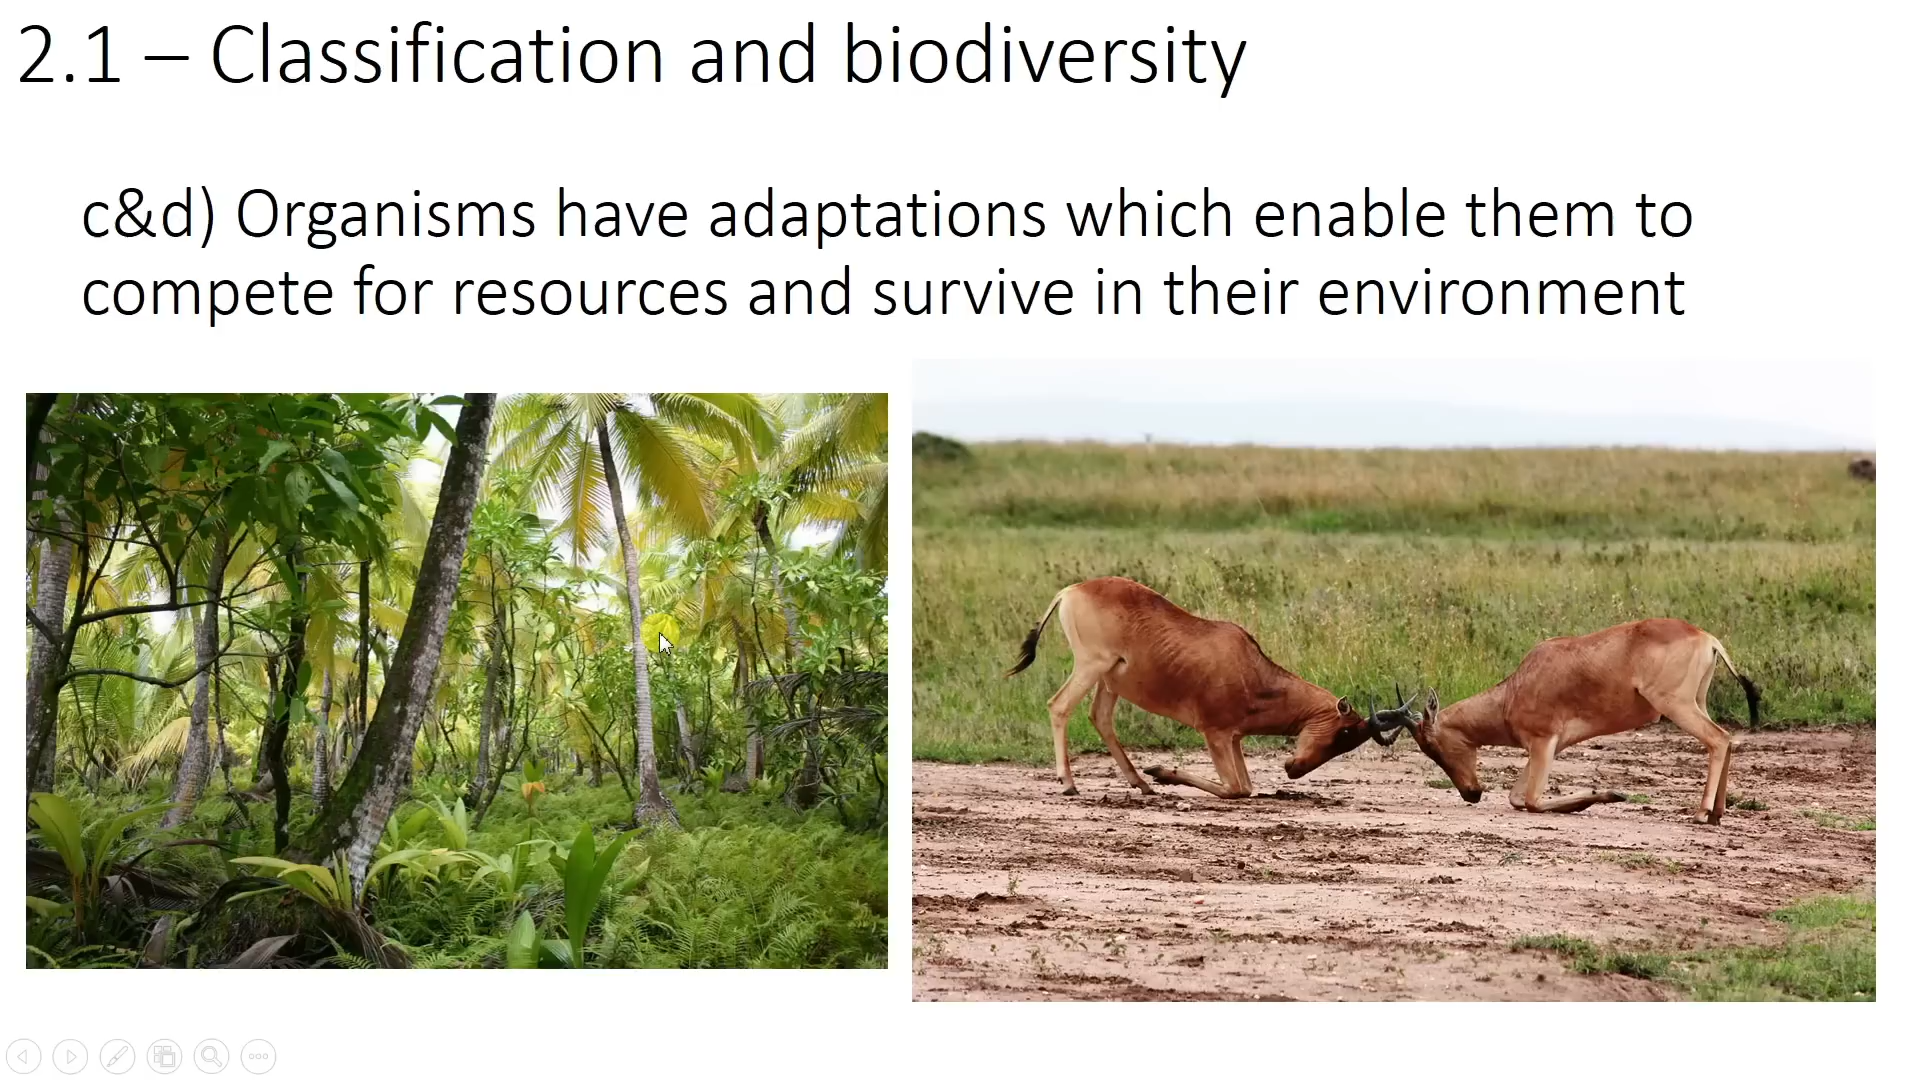 2.1 – Classification and biodiversity
c&d) Organisms have adaptations which enable them to
compete for resources and survive in their environment